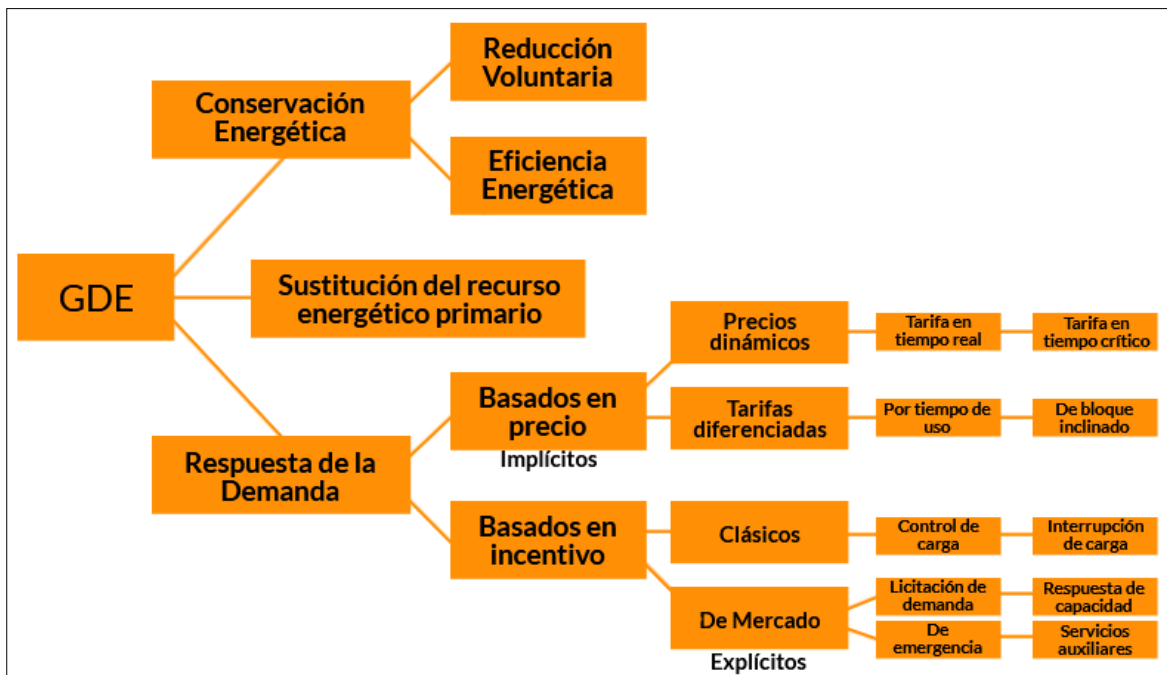 Reducción
Voluntaria
Conservación
Energética
Eficiencia
Energética
GDE
Sustitución del recurso
energético primario
Precios
dinámicos
Tarifa en
tiempo real
Tarifa en
tiempo crítico
Basados en
precio
Implícitos
Tarifas
diferenciadas
Por tiempo de
uso
De bloque
inclinado
Respuesta de la
Demanda
Basados en
incentivo
Clásicos
Control de
carga
Interrupción
de carga
De Mercado
Explícitos
Licitación de
demanda
Respuesta de
capacidad
De
emergencia
Servicios
auxiliares